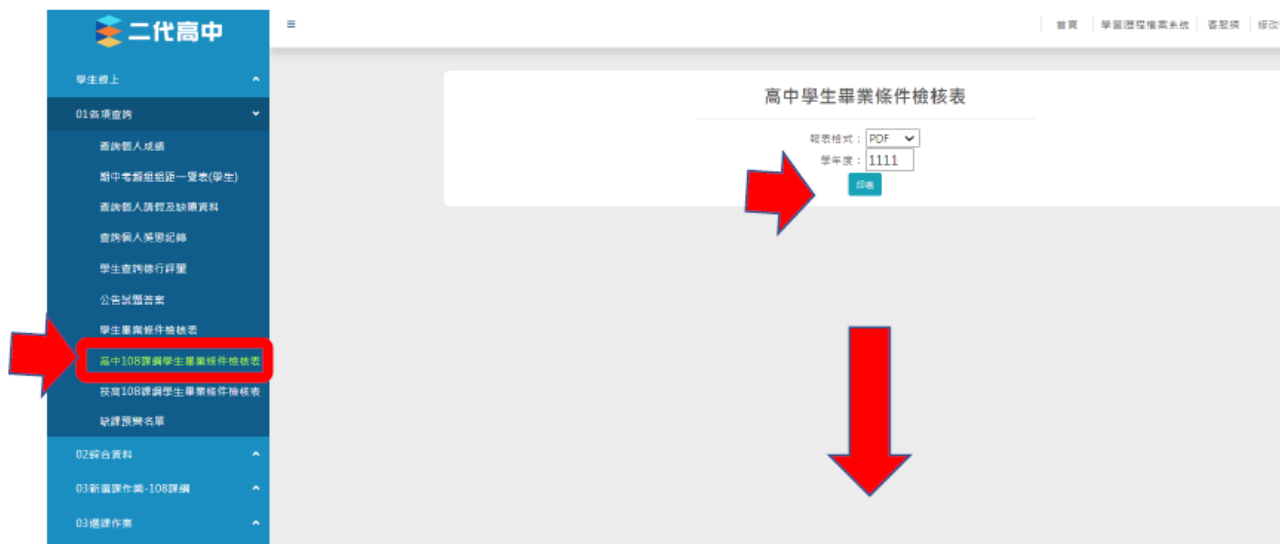 二代高中
≡
首頁 學習歷程檔案系統 客服網 修改
學生線上
01各項查詢
查詢個人成績
期中考類組組距一覽表(學生)
查詢個人請假及缺曠資料
查詢個人獎懲紀錄
學生查詢德行評量
公告試題答案
學生畢業條件檢核表
高中108課綱學生畢業條件檢核表
技高108課綱學生畢業條件檢核表
缺課預警名單
02綜合資料
03新選課作業-108課綱
03選課作業
高中學生畢業條件檢核表
報表格式：PDF
學年度：1111
印表